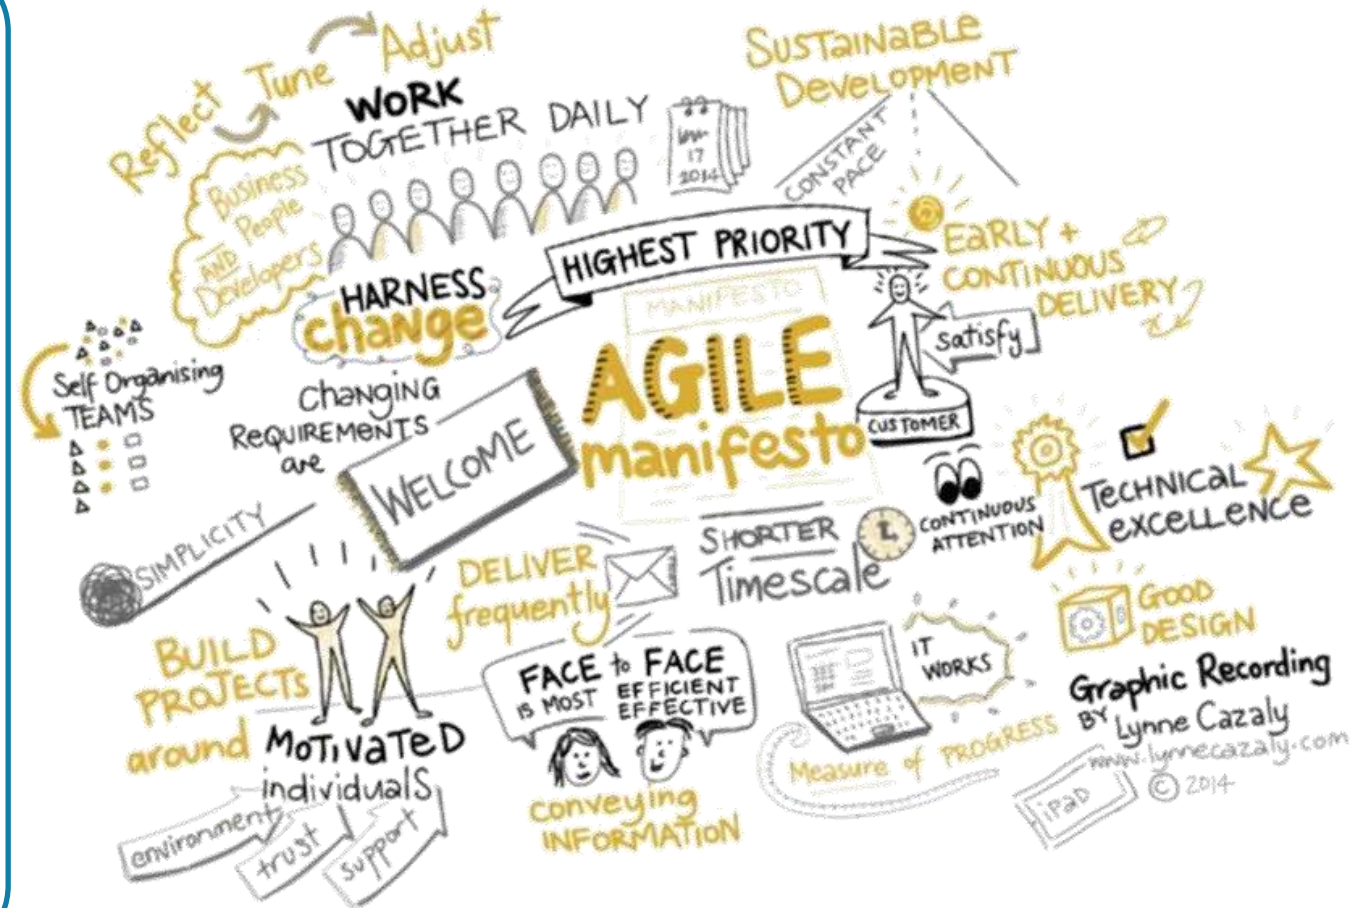 Reflect Tune Adjust
WORK
TOGETHER DAILY
Business
People
AND
Developers
17
2014
SUSTAINABLE
DEVELOPMENT
CONSTANT
PACE
HIGHEST PRIORITY
EARLY +
CONTINUOUS
DELIVERY
satisfy
CUSTOMER
HARNESS
change
CHANGING
REQUIREMENTS
are
WELCOME
MANIFESTO
AGILE
manifesto
Self Organising
TEAMS
SIMPLICITY
DELIVER
frequently
SHORTER
Timescale
CONTINUOUS
ATTENTION
TECHNICAL
EXCELLENCE
GOOD
DESIGN
BUILD
PROJECTS
around
MOTIVATED
individuals
environment
trust
support
FACE to FACE
IS MOST
EFFICIENT
EFFECTIVE
conveying
INFORMATION
IT
WORKS
Measure of PROGRESS
Graphic Recording
BY Lynne Cazaly
www.lynnecazaly.com
© 2014
iPaD